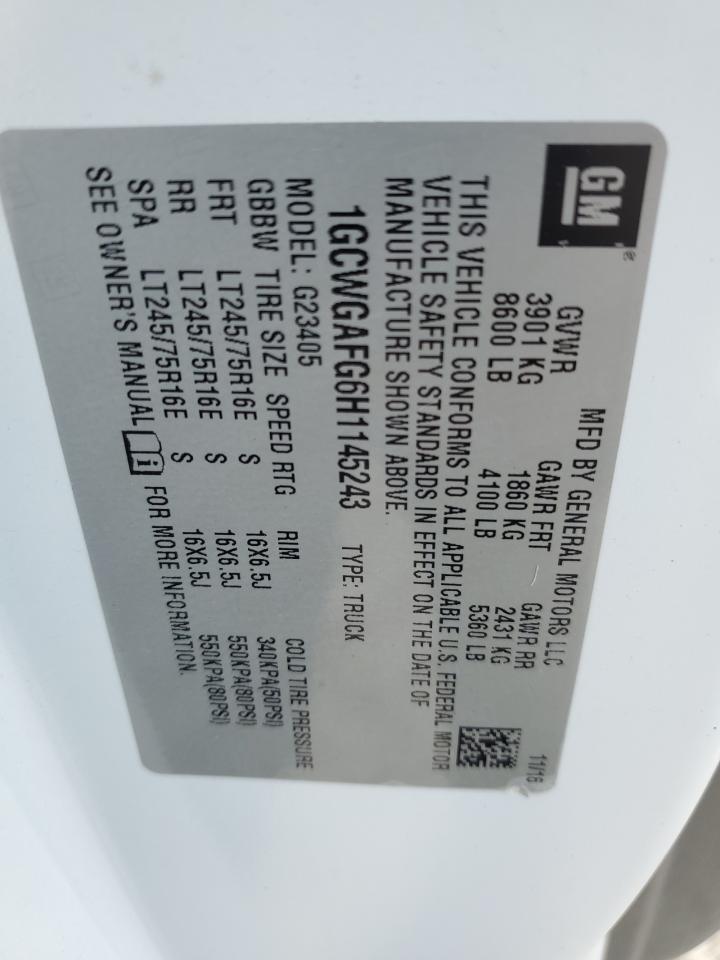 GM
MFD BY GENERAL MOTORS LLC 11/16
GVWR GAWR FRT GAWR RR
3901 KG 1860 KG 2431 KG
8600 LB 4100 LB 5360 LB
THIS VEHICLE CONFORMS TO ALL APPLICABLE U.S. FEDERAL MOTOR
VEHICLE SAFETY STANDARDS IN EFFECT ON THE DATE OF
MANUFACTURE SHOWN ABOVE.
1GCWGAFG6H1145243 TYPE: TRUCK
MODEL: G23405
GBBW TIRE SIZE SPEED RTG RIM COLD TIRE PRESSURE
FRT LT245/75R16E S 16X6.5J 340KPA(50PSI)
RR LT245/75R16E S 16X6.5J 550KPA(80PSI)
SPA LT245/75R16E S 16X6.5J 550KPA(80PSI)
SEE OWNER'S MANUAL i FOR MORE INFORMATION.